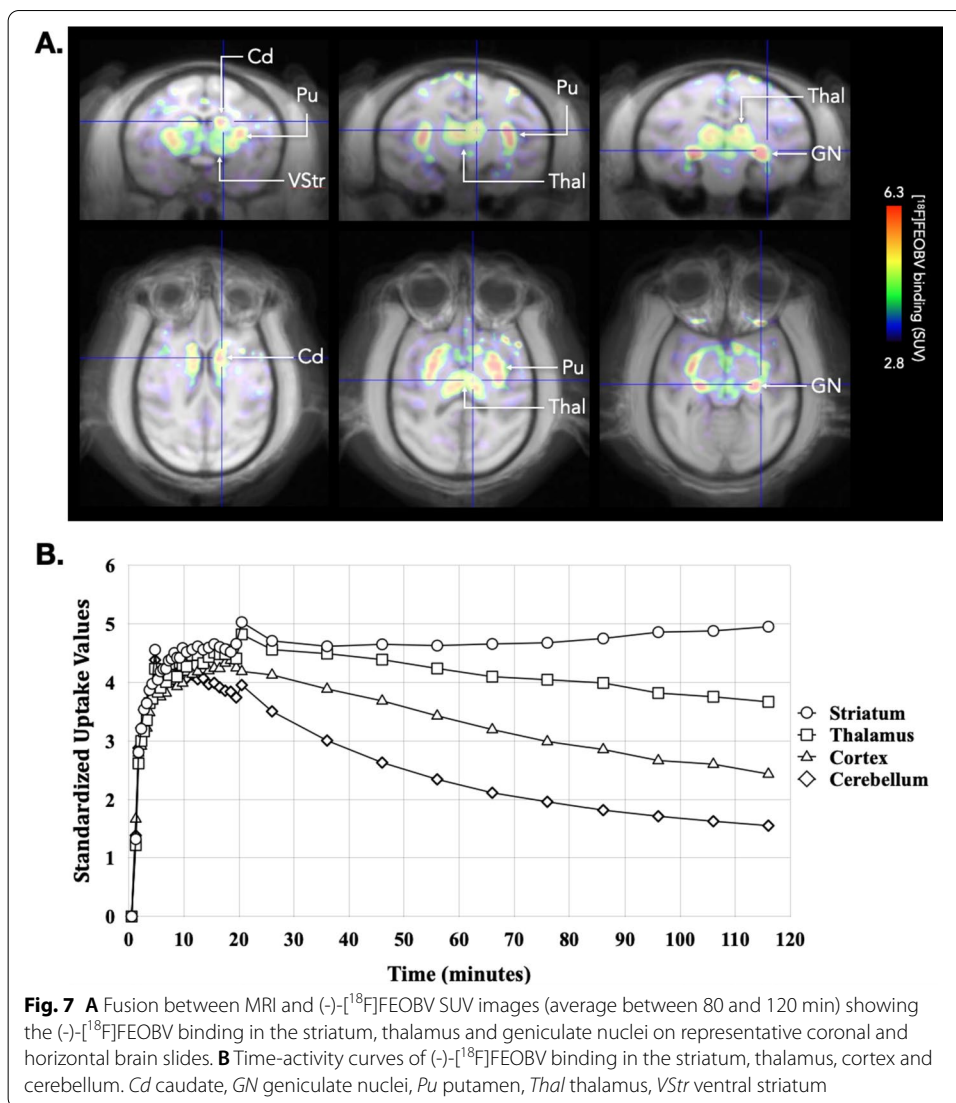 A.
Cd
Pu
VStr
Pu
Thal
Thal
GN
Cd
Pu
Thal
GN
6.3
[18F]FEOBV binding (SUV)
2.8
B.
Standardized Uptake Values
6
5
4
3
2
1
0
0 10 20 30 40 50 60 70 80 90 100 110 120
Time (minutes)
Striatum
Thalamus
Cortex
Cerebellum
Fig. 7 A Fusion between MRI and (-)-[18F]FEOBV SUV images (average between 80 and 120 min) showing
the (-)-[18F]FEOBV binding in the striatum, thalamus and geniculate nuclei on representative coronal and
horizontal brain slides. B Time-activity curves of (-)-[18F]FEOBV binding in the striatum, thalamus, cortex and
cerebellum. Cd caudate, GN geniculate nuclei, Pu putamen, Thal thalamus, VStr ventral striatum